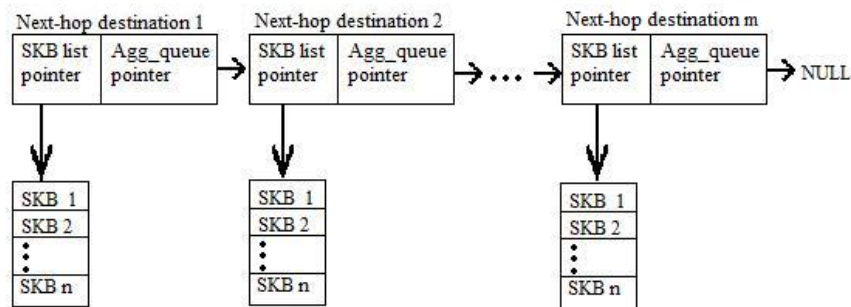 Next-hop destination 1
SKB list pointer
Agg_queue pointer
Next-hop destination 2
SKB list pointer
Agg_queue pointer
Next-hop destination m
SKB list pointer
Agg_queue pointer
NULL
SKB 1
SKB 2
SKB n
SKB 1
SKB 2
SKB n
SKB 1
SKB 2
SKB n